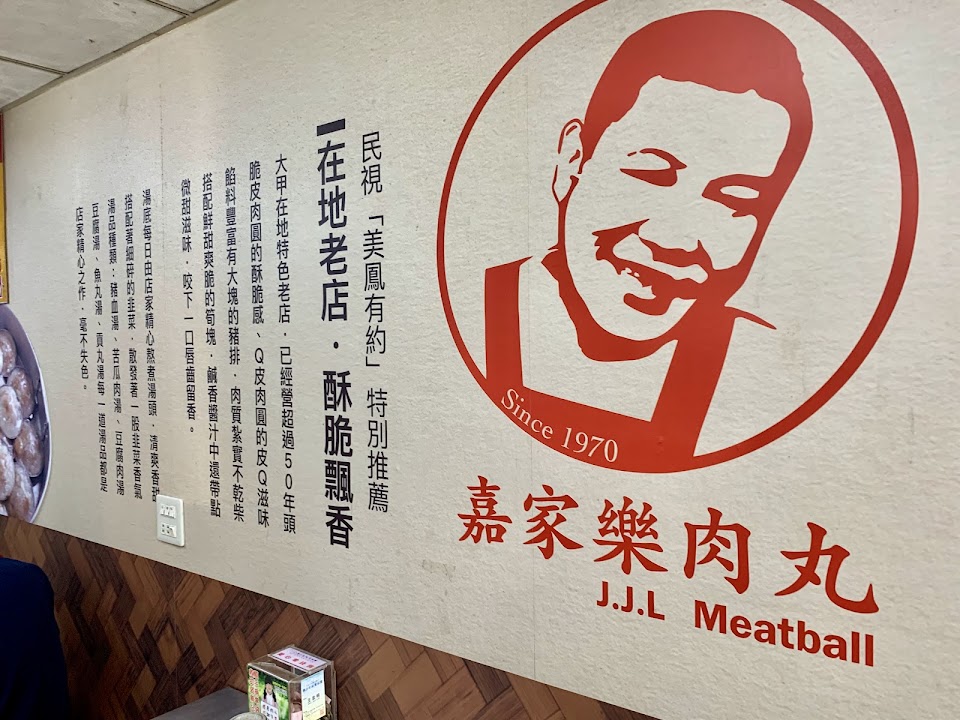 民視「美鳳有約」特別推薦
在地老店．酥脆飄香
大甲在地特色老店．已經營超過50年頭
脆皮肉圓的酥脆感、Q皮肉圓的皮Q滋味
餡料豐富有大塊的豬排．肉質紮實不乾柴
搭配鮮甜爽脆的筍塊．鹹香醬汁中還帶點
微甜滋味．咬下一口唇齒留香。
湯底每日由店家精心熬煮湯頭．清爽香甜
搭配著細碎的韭菜．散發著一股韭菜香氣
湯品種類：豬血湯、苦瓜肉湯、豆腐肉湯
豆腐湯、魚丸湯、貢丸湯每一道湯品都是
店家精心之作．毫不失色。
Since 1970
嘉家樂肉丸
J.J.L Meatball